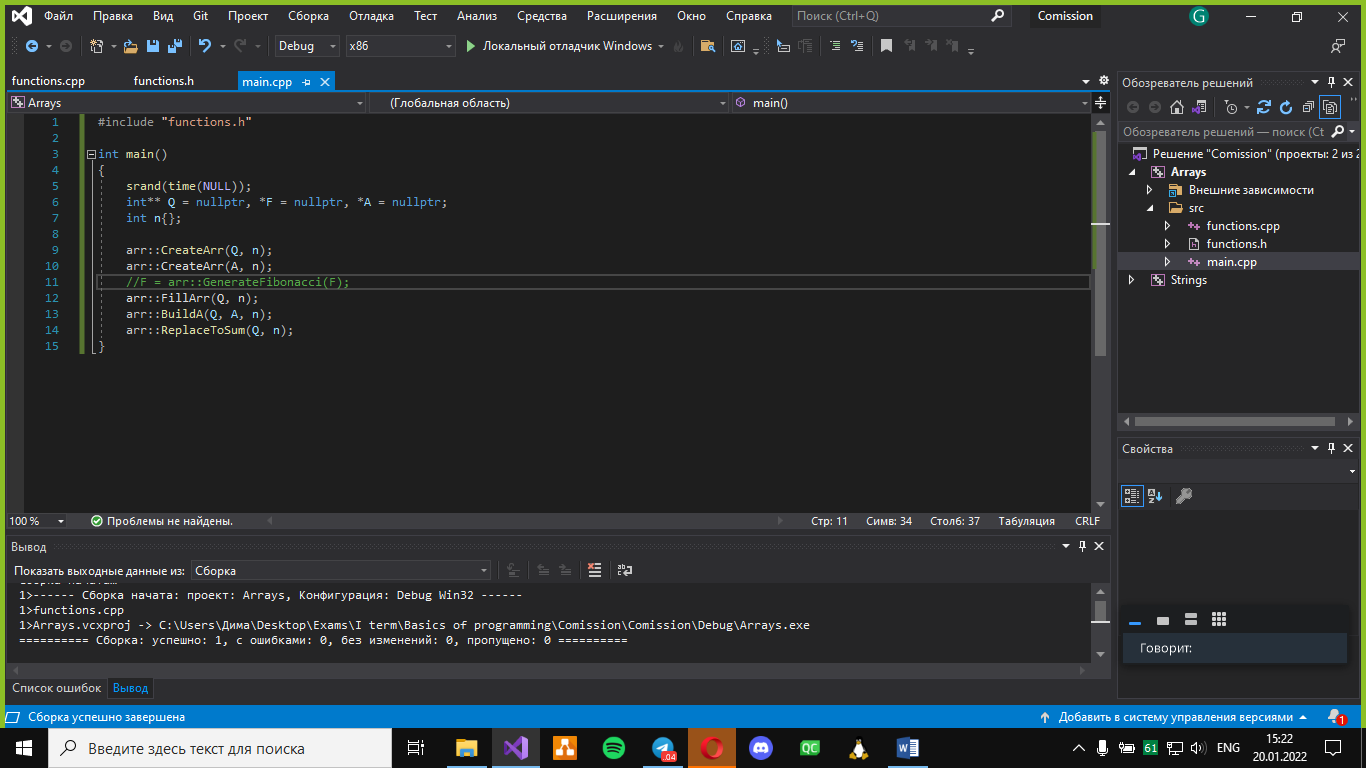 Файл Правка Вид Git Проект Сборка Отладка Тест Анализ Средства Расширения Окно Справка Поиск (Ctrl+Q) Comission G
Debug x86 Локальный отладчик Windows
functions.cpp functions.h main.cpp
Arrays (Глобальная область) main()
1 #include "functions.h"
2
3 int main()
4 {
5 srand(time(NULL));
6 int** Q = nullptr, *F = nullptr, *A = nullptr;
7 int n{};
8
9 arr::CreateArr(Q, n);
10 arr::CreateArr(A, n);
11 //F = arr::GenerateFibonacci(F);
12 arr::FillArr(Q, n);
13 arr::BuildA(Q, A, n);
14 arr::ReplaceToSum(Q, n);
15 }
100 % Проблемы не найдены. Стр: 11 Симв: 34 Столб: 37 Табуляция CRLF
Вывод
Показать выходные данные из: Сборка
1>------ Сборка начата: проект: Arrays, Конфигурация: Debug Win32 ------
1>functions.cpp
1>Arrays.vcxproj -> C:\Users\Дима\Desktop\Exams\I term\Basics of programming\Comission\Comission\Debug\Arrays.exe
========== Сборка: успешно: 1, с ошибками: 0, без изменений: 0, пропущено: 0 ==========
Список ошибок Вывод
Обозреватель решений
Обозреватель решений — поиск (Ct
Решение "Comission" (проекты: 2 из 2
Arrays
Внешние зависимости
src
functions.cpp
functions.h
main.cpp
Strings
Свойства
Говорит:
Сборка успешно завершена Добавить в систему управления версиями 1
Введите здесь текст для поиска .04 QC W 61 ENG 15:22
20.01.2022